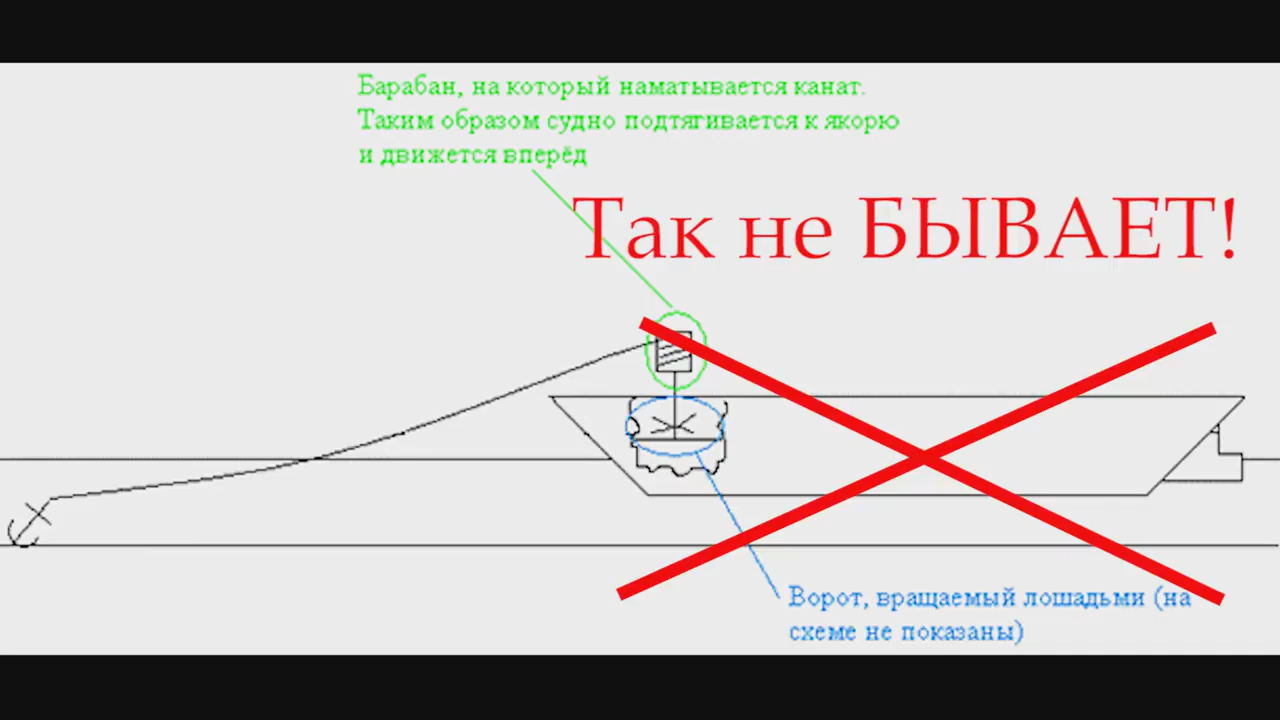 Барабан, на который наматывается канат.
Таким образом судно подтягивается к якорю
и движется вперёд
Так не БЫВАЕТ!
Ворот, вращаемый лошадьми (на
схеме не показаны)